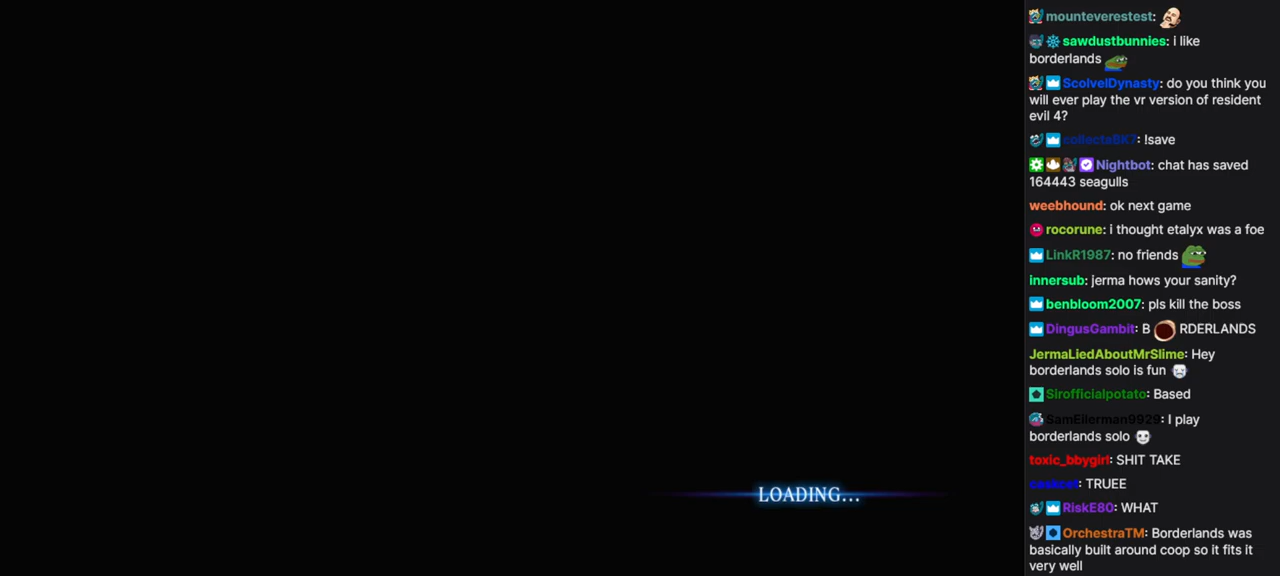 LOADING...
mounteverestest:
sawdustbunnies: i like
borderlands
ScolvelDynasty: do you think you
will ever play the vr version of resident
evil 4?
collectaBK7: !save
Nightbot: chat has saved
164443 seagulls
weebhound: ok next game
rocorune: i thought etalyx was a foe
LinkR1987: no friends
innersub: jerma hows your sanity?
benbloom2007: pls kill the boss
DingusGambit: B RDERLANDS
JermaLiedAboutMrSlime: Hey
borderlands solo is fun
Sirofficialpotato: Based
SamEilerman9929: I play
borderlands solo
toxic_bbygirl: SHIT TAKE
: TRUEE
RiskE80: WHAT
OrchestraTM: Borderlands was
basically built around coop so it fits it
very well